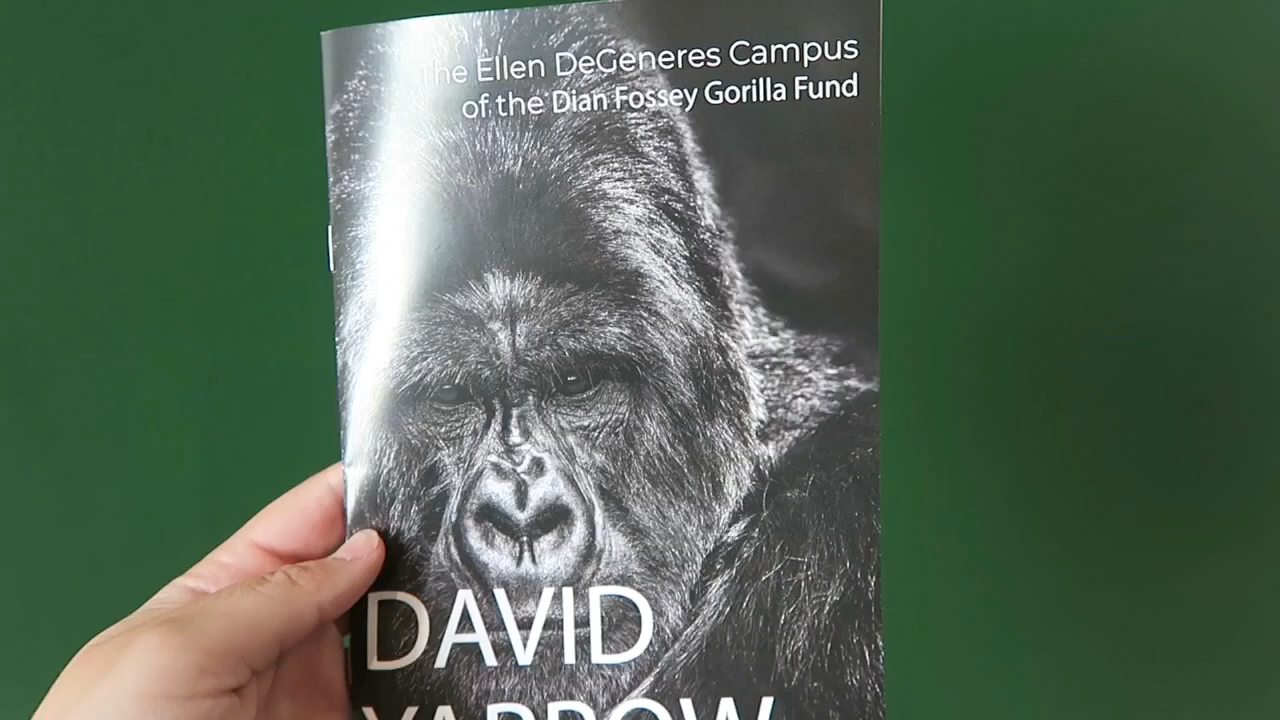 The Ellen DeGeneres Campus
of the Dian Fossey Gorilla Fund
DAVID
YARROW